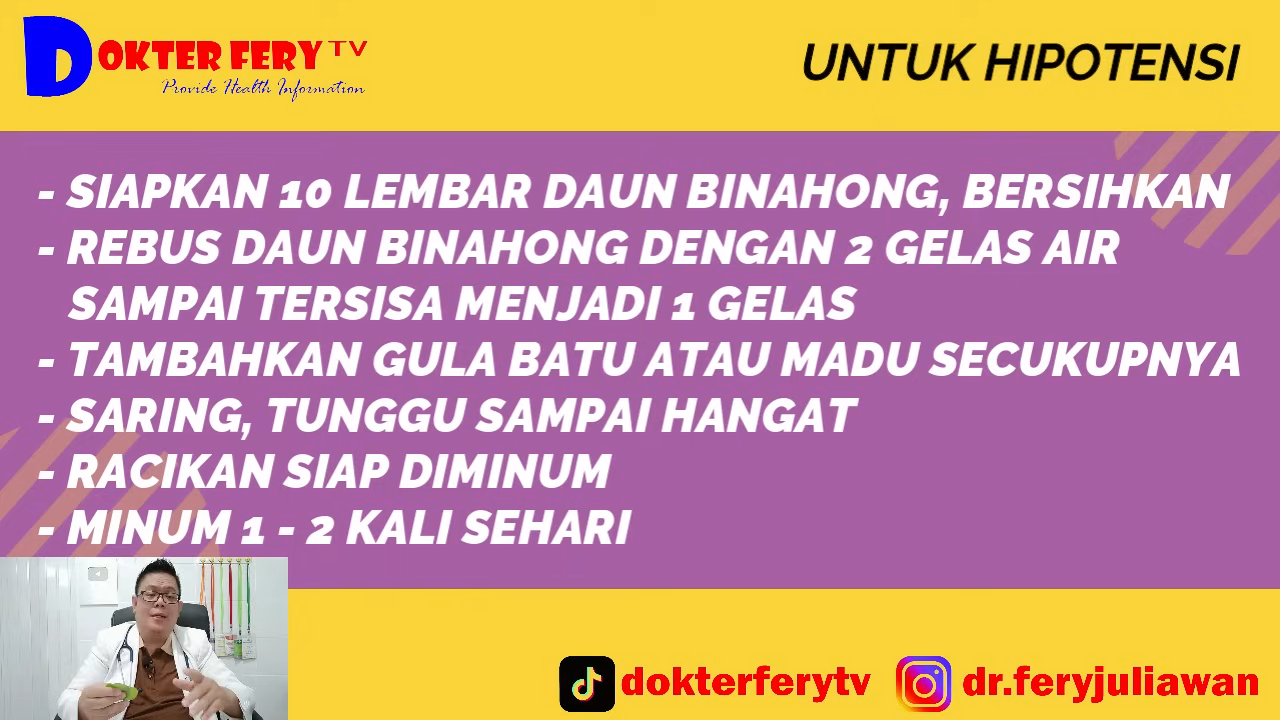 DOKTER FERY TV
Provide Health Information
UNTUK HIPOTENSI
- SIAPKAN 10 LEMBAR DAUN BINAHONG, BERSIHKAN
- REBUS DAUN BINAHONG DENGAN 2 GELAS AIR
SAMPAI TERSISA MENJADI 1 GELAS
- TAMBAHKAN GULA BATU ATAU MADU SECUKUPNYA
- SARING, TUNGGU SAMPAI HANGAT
- RACIKAN SIAP DIMINUM
- MINUM 1 - 2 KALI SEHARI
dokterferytv
dr.feryjuliawan